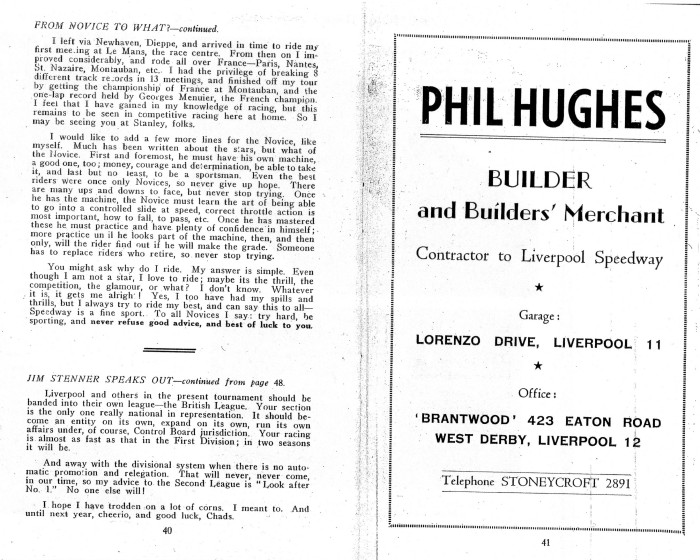 FROM NOVICE TO WHAT?—continued.
I left via Newhaven, Dieppe, and arrived in time to ride my
first meeting at Le Mans, the race centre. From then on I im-
proved considerably, and rode all over France—Paris, Nantes,
St. Nazaire, Montauban, etc. I had the privilege of breaking 8
different track records in 13 meetings, and finished off my tour
by getting the championship of France at Montauban, and the
one-lap record held by Georges Menuier, the French champion.
I feel that I have gained in my knowledge of racing, but this
remains to be seen in competitive racing here at home. So I
may be seeing you at Stanley, folks.
I would like to add a few more lines for the Novice, like
myself. Much has been written about the stars, but what of
the Novice. First and foremost, he must have his own machine,
a good one, too; money, courage and determination, be able to take
it, and last but no least, to be a sportsman. Even the best
riders were once only Novices, so never give up hope. There
are many ups and downs to face, but never stop trying. Once
he has the machine, the Novice must learn the art of being able
to go into a controlled slide at speed, correct throttle action is
most important, how to fall, to pass, etc. Once he has mastered
these he must practice and have plenty of confidence in himself;
more practice un il he looks part of the machine, then, and then
only, will the rider find out if he will make the grade. Someone
has to replace riders who retire, so never stop trying.
You might ask why do I ride. My answer is simple. Even
though I am not a star, I love to ride; maybe its the thrill, the
competition, the glamour, or what? I don't know. Whatever
it is, it gets me alright! Yes, I too have had my spills and
thrills, but I always try to ride my best, and can say this to all—
Speedway is a fine sport. To all Novices I say: try hard, be
sporting, and never refuse good advice, and best of luck to you.
JIM STENNER SPEAKS OUT—continued from page 48.
Liverpool and others in the present tournament should be
banded into their own league—the British League. Your section
is the only one really national in representation. It should be-
come an entity on its own, expand on its own, run its own
affairs under, of course, Control Board jurisdiction. Your racing
is almost as fast as that in the First Division; in two seasons
it will be.
And away with the divisional system when there is no auto-
matic promotion and relegation. That will never, never come,
in our time, so my advice to the Second League is "Look after
No. 1." No one else will!
I hope I have trodden on a lot of corns. I meant to. And
until next year, cheerio, and good luck, Chads.
40
PHIL HUGHES
BUILDER
and Builders' Merchant
Contractor to Liverpool Speedway
★
Garage:
LORENZO DRIVE, LIVERPOOL 11
★
Office:
'BRANTWOOD' 423 EATON ROAD
WEST DERBY, LIVERPOOL 12
Telephone STONEYCROFT 2891
41